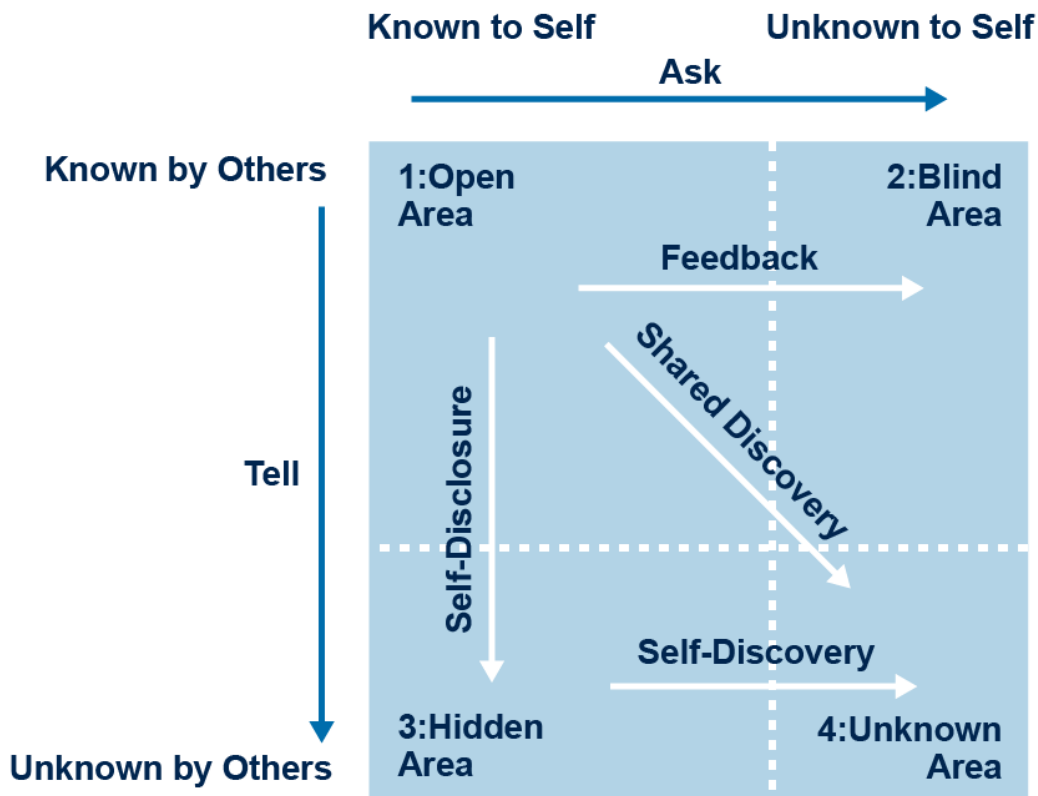 Known to Self
Unknown to Self
Ask
Known by Others
1:Open
Area
2:Blind
Area
Feedback
Shared Discovery
Self-Disclosure
Tell
Self-Discovery
3:Hidden
Area
4:Unknown
Area
Unknown by Others